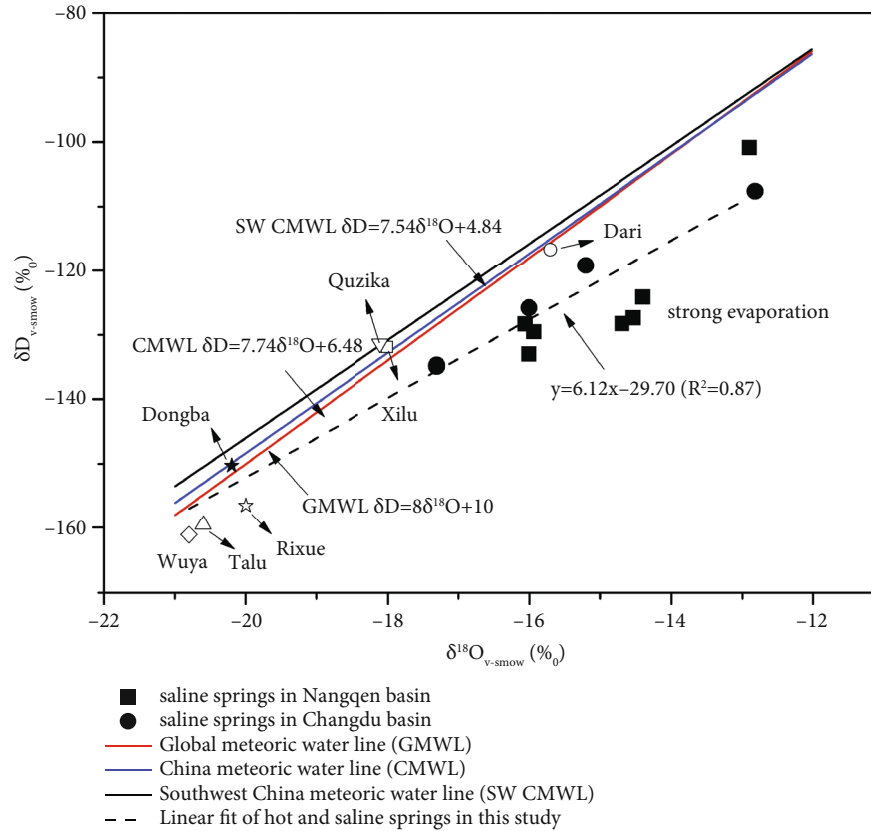 −80
−100
−120
−140
−160
δD v-smow (%0)
−22
−20
−18
−16
−14
−12
δ18O v-smow (%0)
SW CMWL δD=7.54δ18O+4.84
Dari
Quzika
strong evaporation
CMWL δD=7.74δ18O+6.48
y=6.12x−29.70 (R2=0.87)
Xilu
Dongba
GMWL δD=8δ18O+10
Wuya
Talu
Rixue
saline springs in Nangqen basin
saline springs in Changdu basin
Global meteoric water line (GMWL)
China meteoric water line (CMWL)
Southwest China meteoric water line (SW CMWL)
Linear fit of hot and saline springs in this study